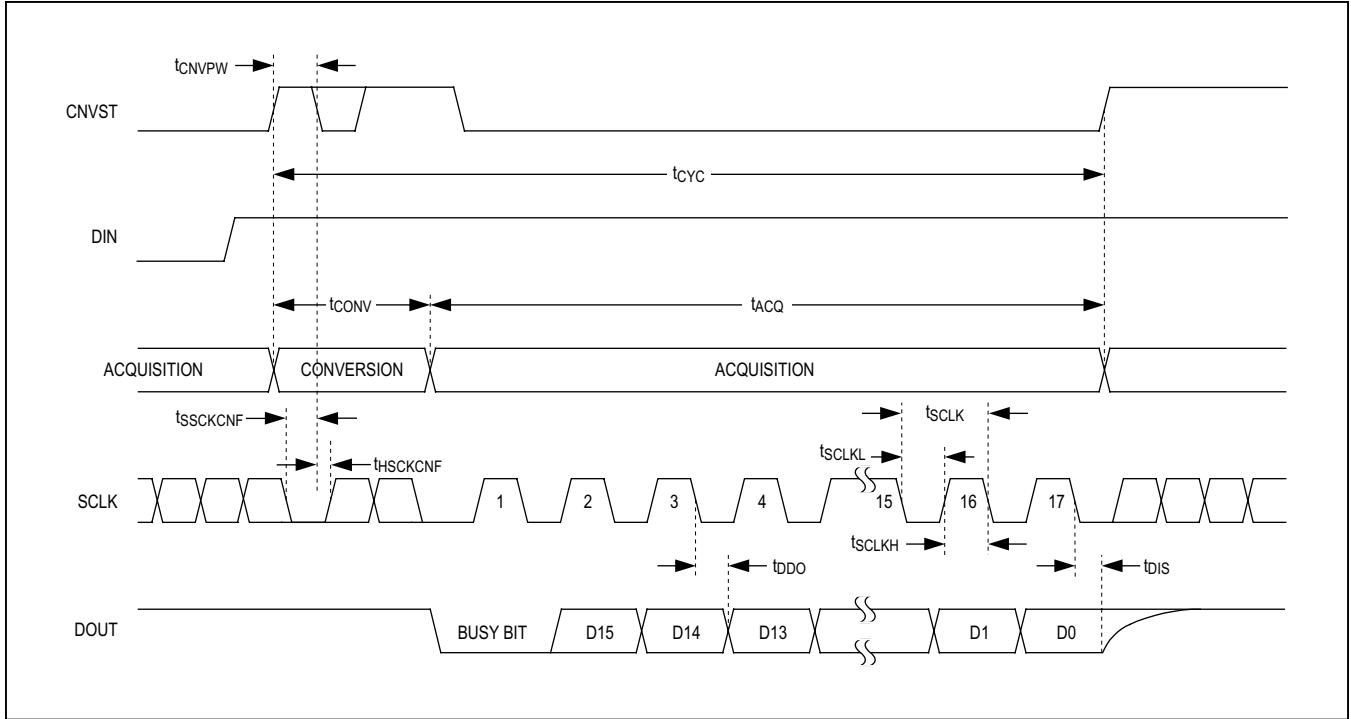 tCNVPW
CNVST
tCYC
DIN
tCONV
tACQ
ACQUISITION
CONVERSION
ACQUISITION
tSSCKCNF
tSCLK
tHSCKCNF
tSCLKL
SCLK
1 2 3 4 15 16 17
tSCLKH
tDDO
tDIS
DOUT
BUSY BIT D15 D14 D13 D1 D0